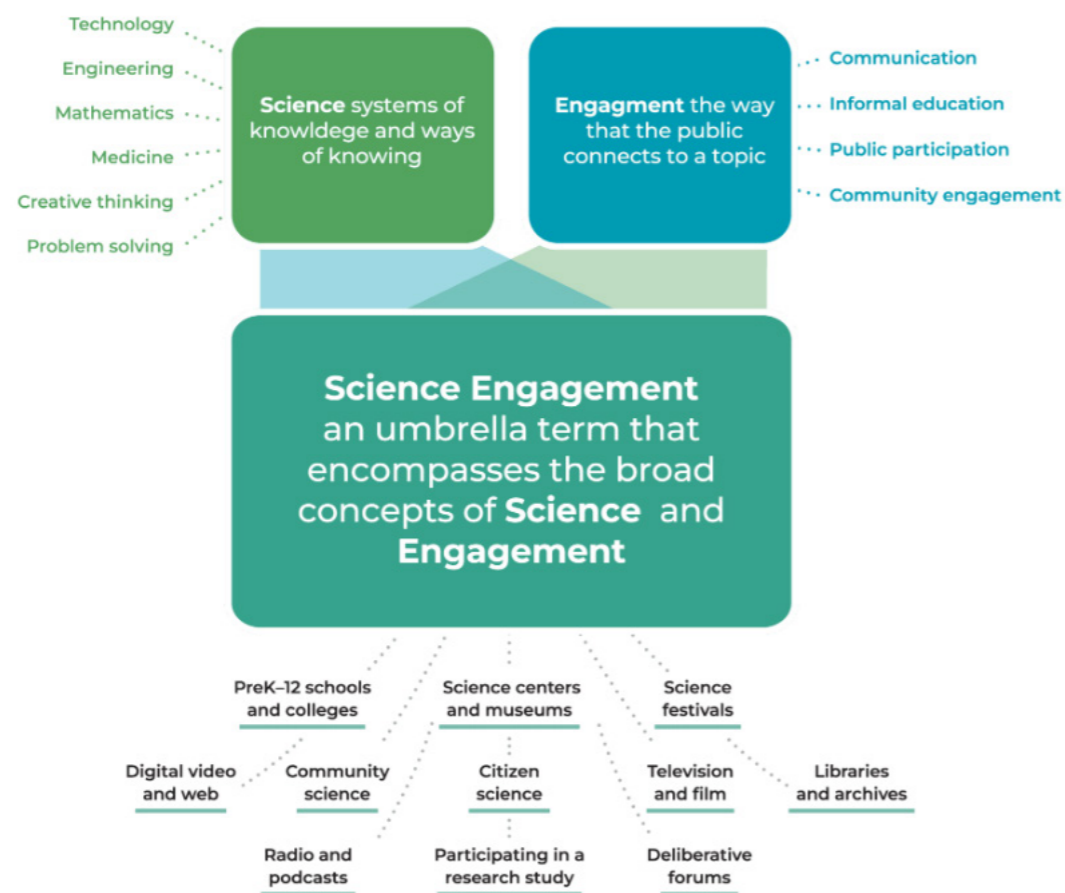 Technology
Engineering
Mathematics
Medicine
Creative thinking
Problem solving
Science systems of
knowldege and ways
of knowing
Engagment the way
that the public
connects to a topic
Communication
Informal education
Public participation
Community engagement
Science Engagement
an umbrella term that
encompasses the broad
concepts of Science and
Engagement
PreK–12 schools
and colleges
Science centers
and museums
Science
festivals
Digital video
and web
Community
science
Citizen
science
Television
and film
Libraries
and archives
Radio and
podcasts
Participating in a
research study
Deliberative
forums